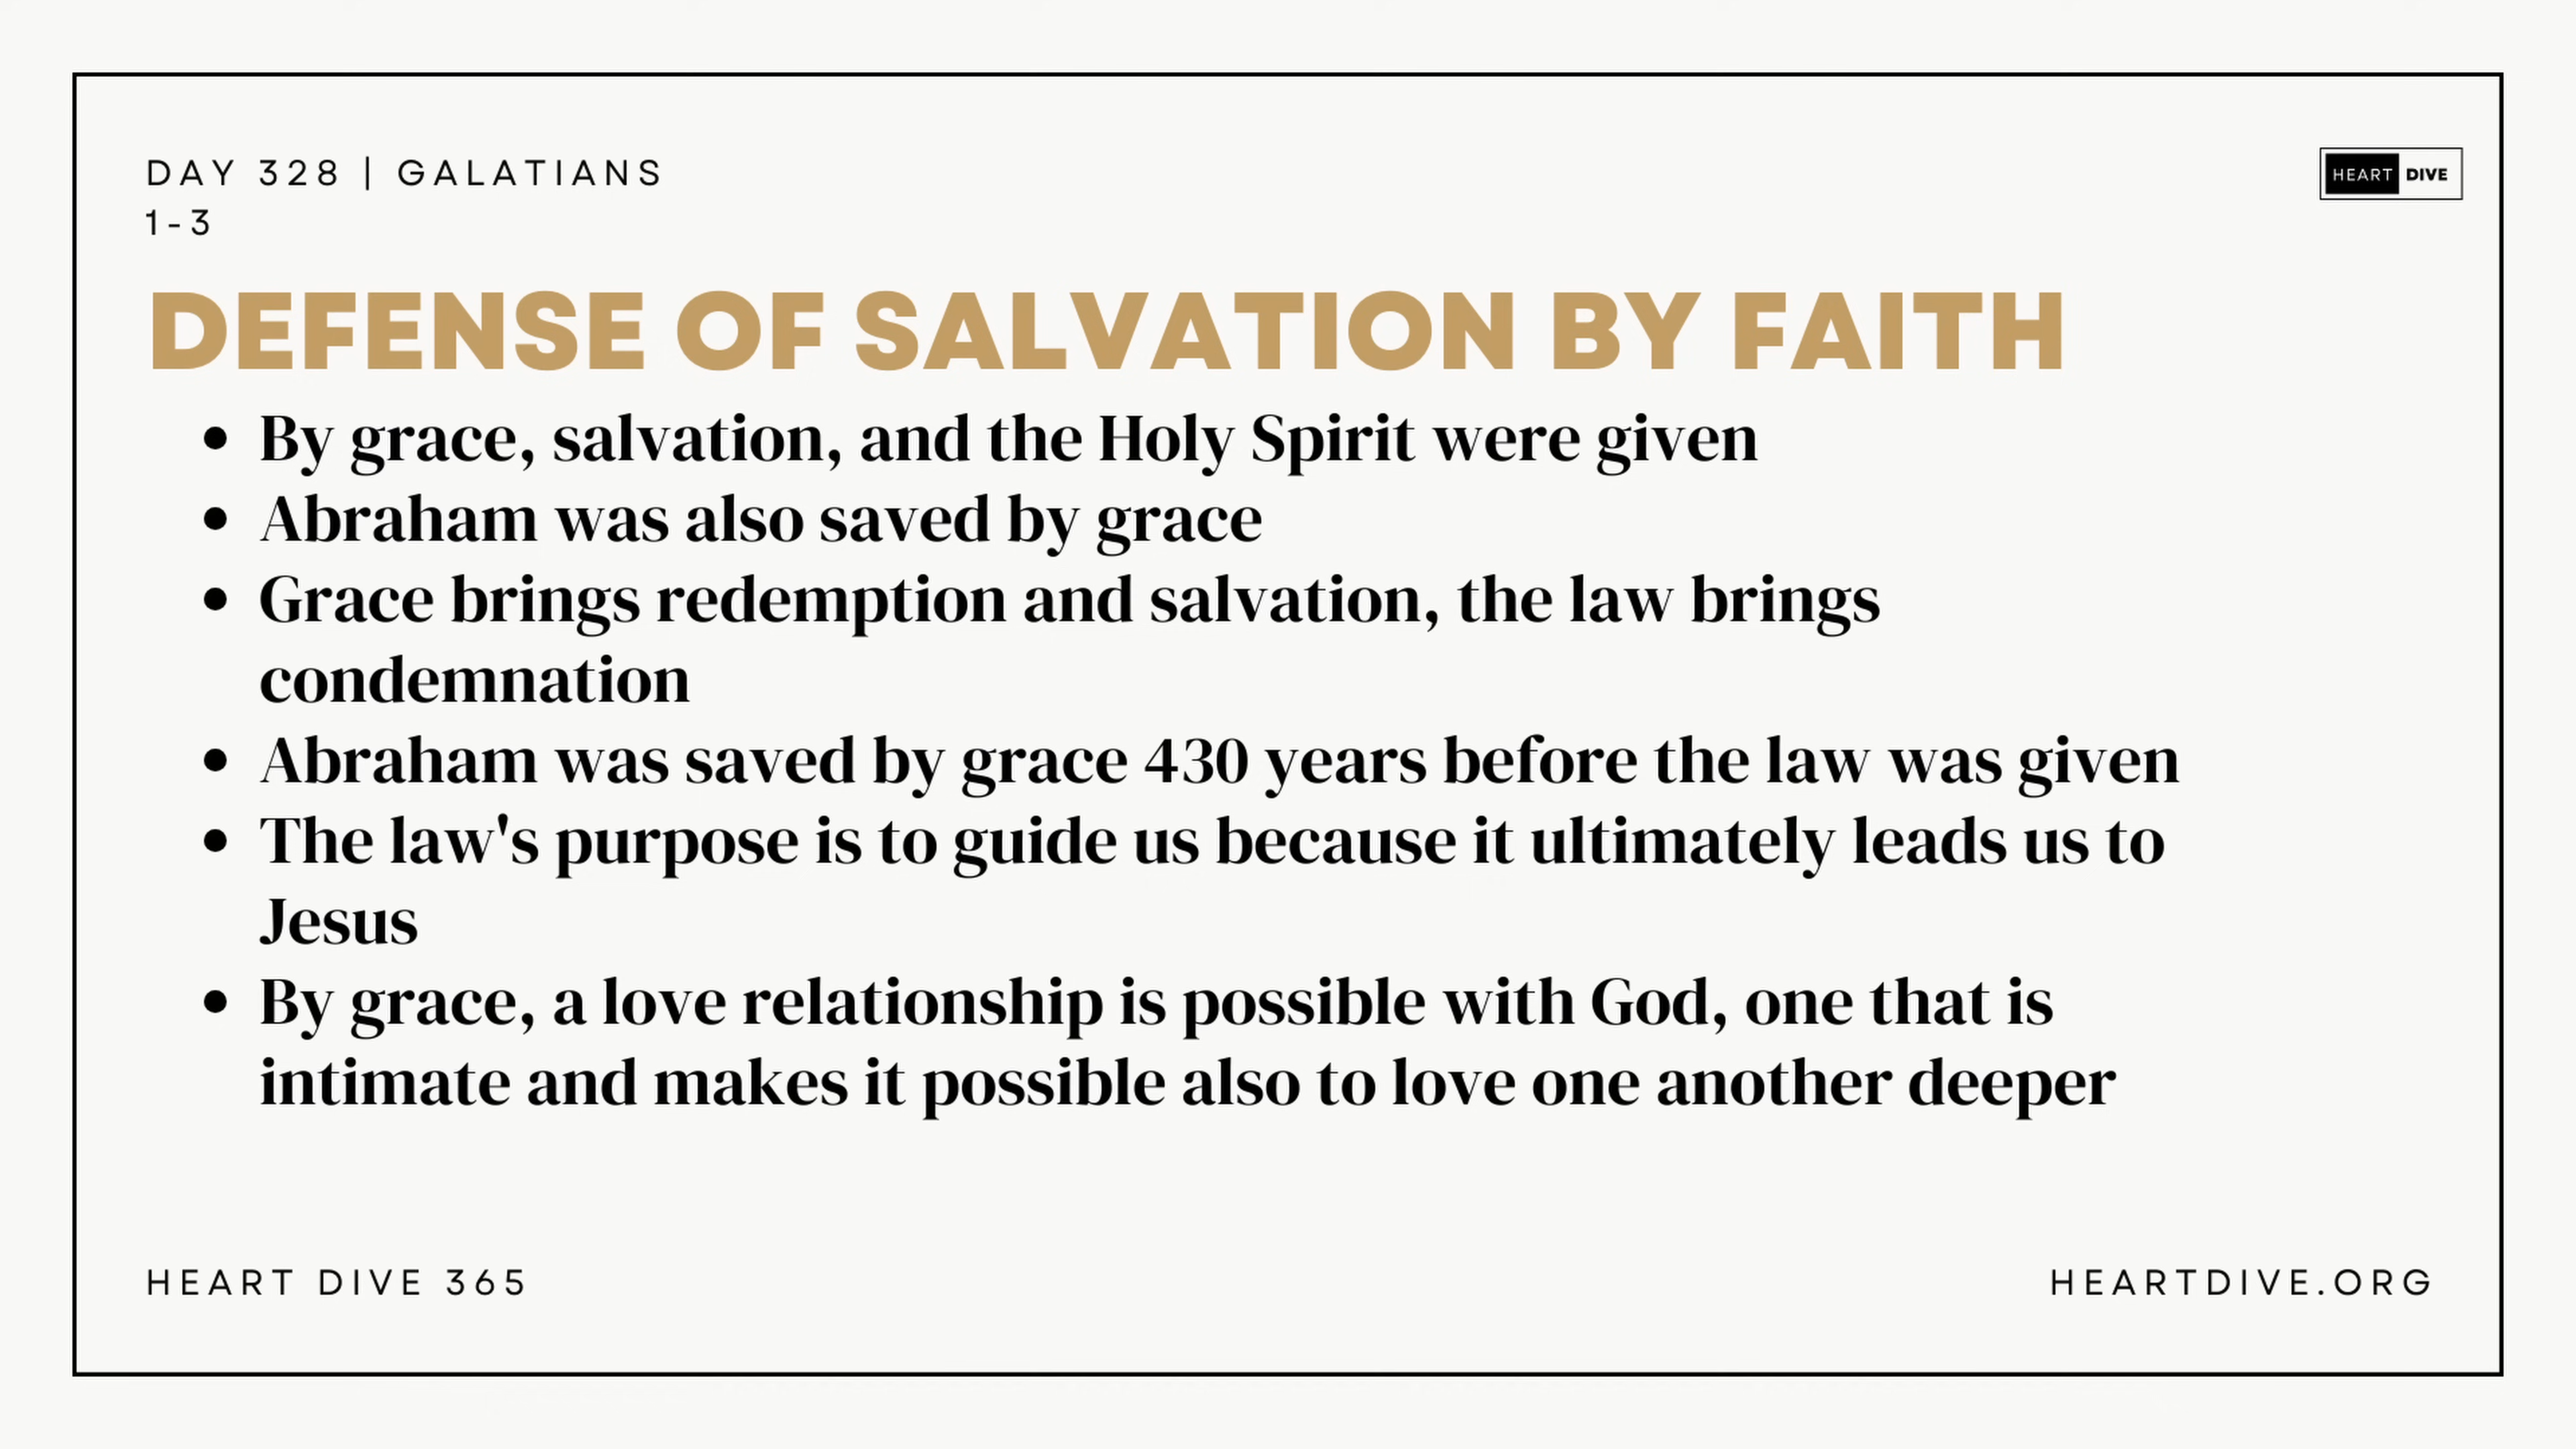 DAY 328 | GALATIANS
1-3
HEART DIVE
DEFENSE OF SALVATION BY FAITH
• By grace, salvation, and the Holy Spirit were given
• Abraham was also saved by grace
• Grace brings redemption and salvation, the law brings
condemnation
• Abraham was saved by grace 430 years before the law was given
• The law's purpose is to guide us because it ultimately leads us to
Jesus
• By grace, a love relationship is possible with God, one that is
intimate and makes it possible also to love one another deeper
HEART DIVE 365
HEARTDIVE.ORG